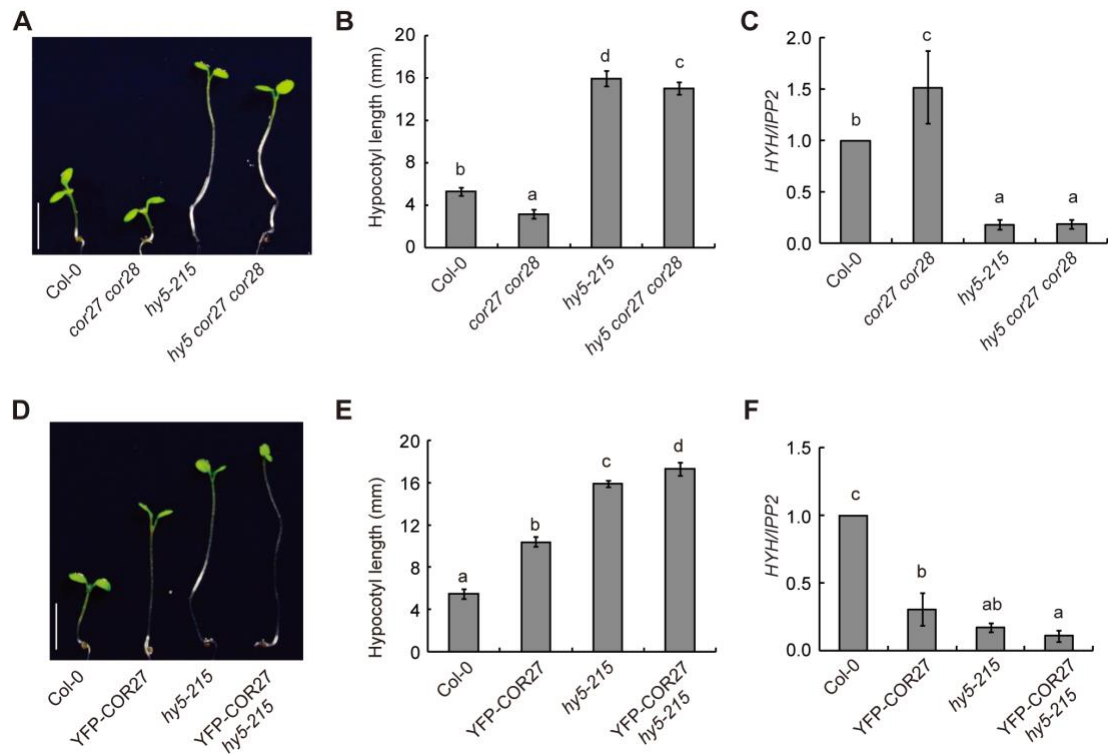 A
Col-0
cor27 cor28
hy5-215
hy5 cor27 cor28
B
Hypocotyl length (mm)
20
16
12
8
4
0
b
a
d
c
Col-0
cor27 cor28
hy5-215
hy5 cor27 cor28
C
HYH/IPP2
2.0
1.5
1.0
0.5
0.0
b
c
a
a
Col-0
cor27 cor28
hy5-215
hy5 cor27 cor28
D
Col-0
YFP-COR27
hy5-215
YFP-COR27
hy5-215
E
Hypocotyl length (mm)
20
16
12
8
4
0
a
b
c
d
Col-0
YFP-COR27
hy5-215
YFP-COR27
hy5-215
F
HYH/IPP2
1.5
1.0
0.5
0.0
c
b
ab
a
Col-0
YFP-COR27
hy5-215
YFP-COR27
hy5-215